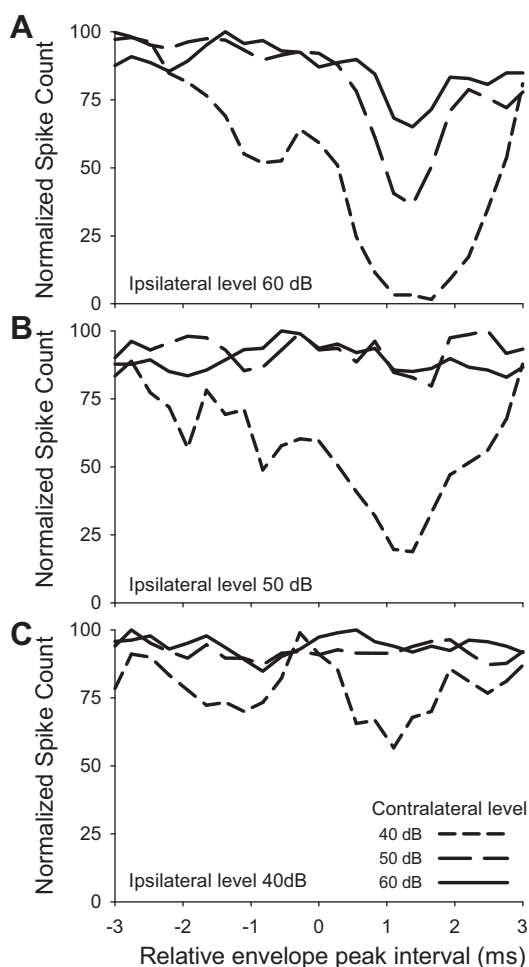 A
100
75
50
25
0
Normalized Spike Count
Ipsilateral level 60 dB
B
100
75
50
25
0
Normalized Spike Count
Ipsilateral level 50 dB
C
100
75
50
25
0
Normalized Spike Count
Contralateral level
40 dB
50 dB
60 dB
Ipsilateral level 40dB
-3 -2 -1 0 1 2 3
Relative envelope peak interval (ms)